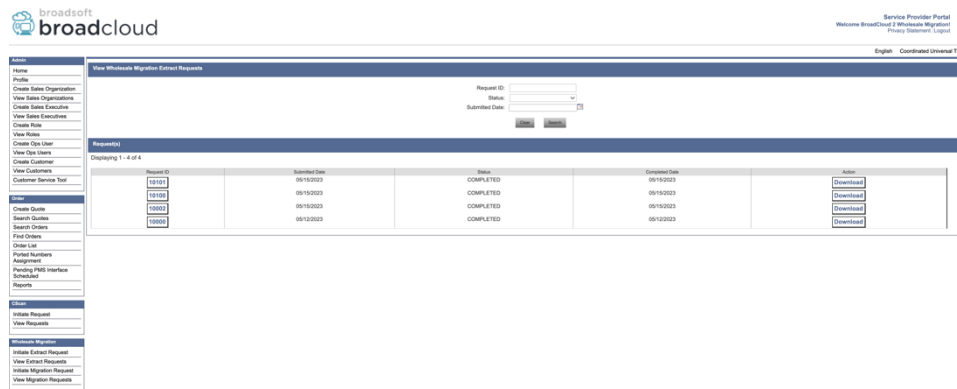 broadsoft
broadcloud
Service Provider Portal
Welcome BroadCloud 2 Wholesale Migration!
Privacy Statement Logout
English Coordinated Universal T
Admin
Home
Profile
Create Sales Organization
View Sales Organizations
Create Sales Executive
View Sales Executives
Create Role
View Roles
Create Ops User
View Ops Users
Create Customer
View Customers
Customer Service Tool
Order
Create Quote
Search Quotes
Search Orders
Find Orders
Order List
Ported Numbers
Assignment
Pending PMS Interface
Scheduled
Reports
CScan
Initiate Request
View Requests
Wholesale Migration
Initiate Extract Request
View Extract Requests
Initiate Migration Request
View Migration Requests
View Wholesale Migration Extract Requests
Request ID:
Status:
Submitted Date:
Clear Search
Request(s)
Displaying 1 - 4 of 4
Request ID Submitted Date Status Completed Date Action
10101 05/15/2023 COMPLETED 05/15/2023 Download
10100 05/15/2023 COMPLETED 05/15/2023 Download
10002 05/15/2023 COMPLETED 05/15/2023 Download
10000 05/12/2023 COMPLETED 05/12/2023 Download